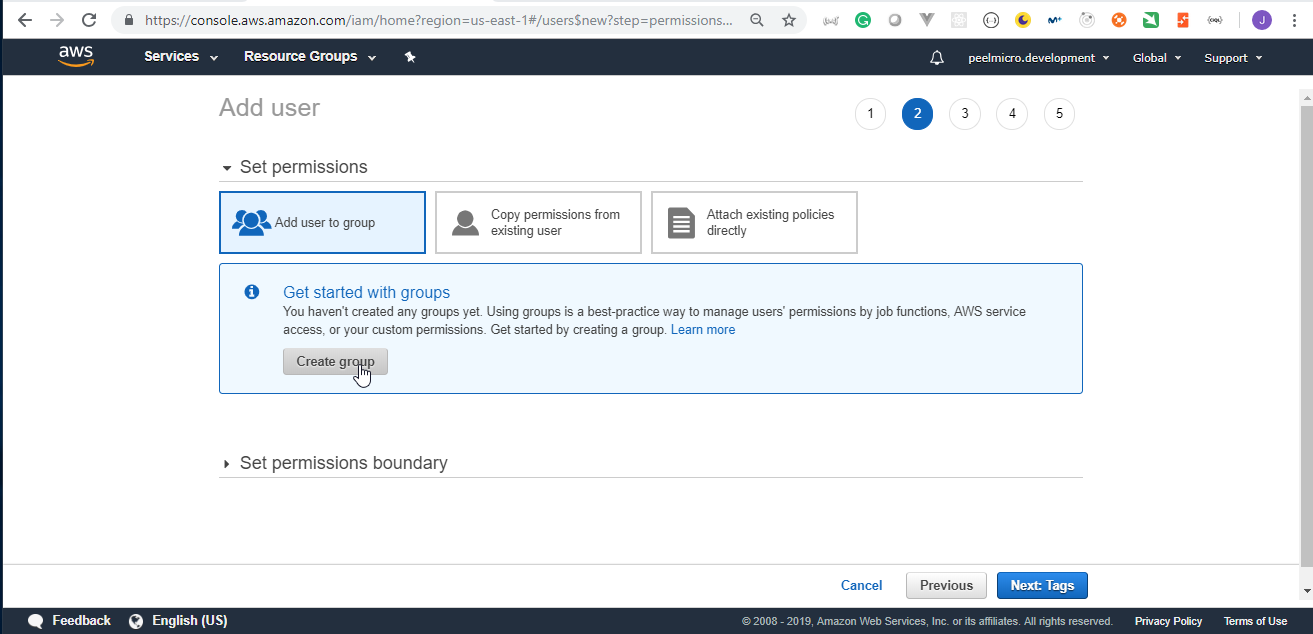 https://console.aws.amazon.com/iam/home?region=us-east-1#/users$new?step=permissions...
J
aws
Services
Resource Groups
peelmicro.development
Global
Support
Add user
1
2
3
4
5
Set permissions
Add user to group
Copy permissions from
existing user
Attach existing policies
directly
Get started with groups
You haven't created any groups yet. Using groups is a best-practice way to manage users' permissions by job functions, AWS service
access, or your custom permissions. Get started by creating a group. Learn more
Create group
Set permissions boundary
Cancel
Previous
Next: Tags
Feedback
English (US)
© 2008 - 2019, Amazon Web Services, Inc. or its affiliates. All rights reserved.
Privacy Policy
Terms of Use